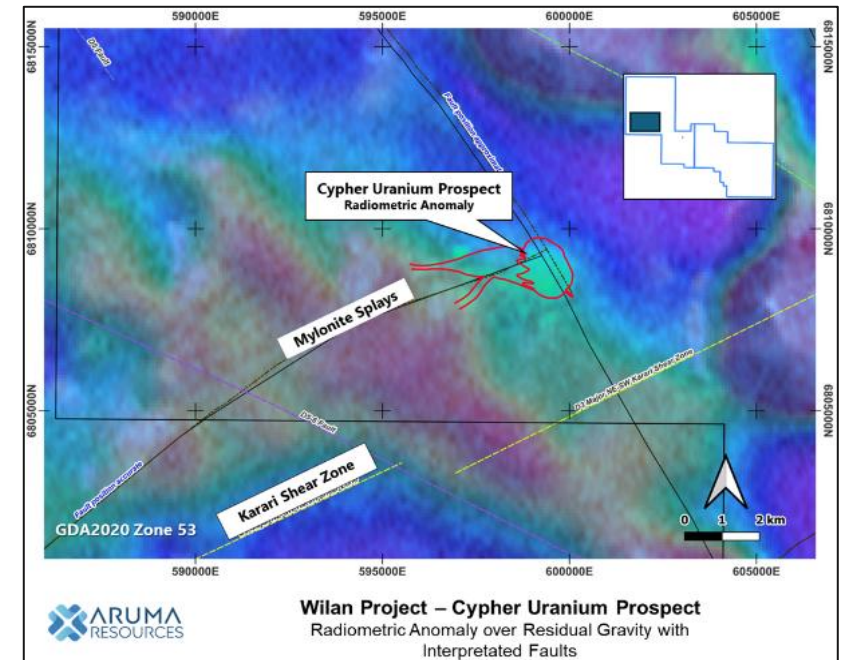 590000E 595000E 600000E 605000E
6815000N
6815000N
D5 Fault
Fault position approximate
Cypher Uranium Prospect
Radiometric Anomaly
6810000N
6810000N
Mylonite Splays
D3 Major NE-SW Karari Shear Zone
6805000N
6805000N
D5-6 Fault
Karari Shear Zone
Fault position accurate
GDA2020 Zone 53
0 1 2 km
590000E 595000E 600000E 605000E
ARUMA
RESOURCES
Wilan Project – Cypher Uranium Prospect
Radiometric Anomaly over Residual Gravity with
Interpretated Faults